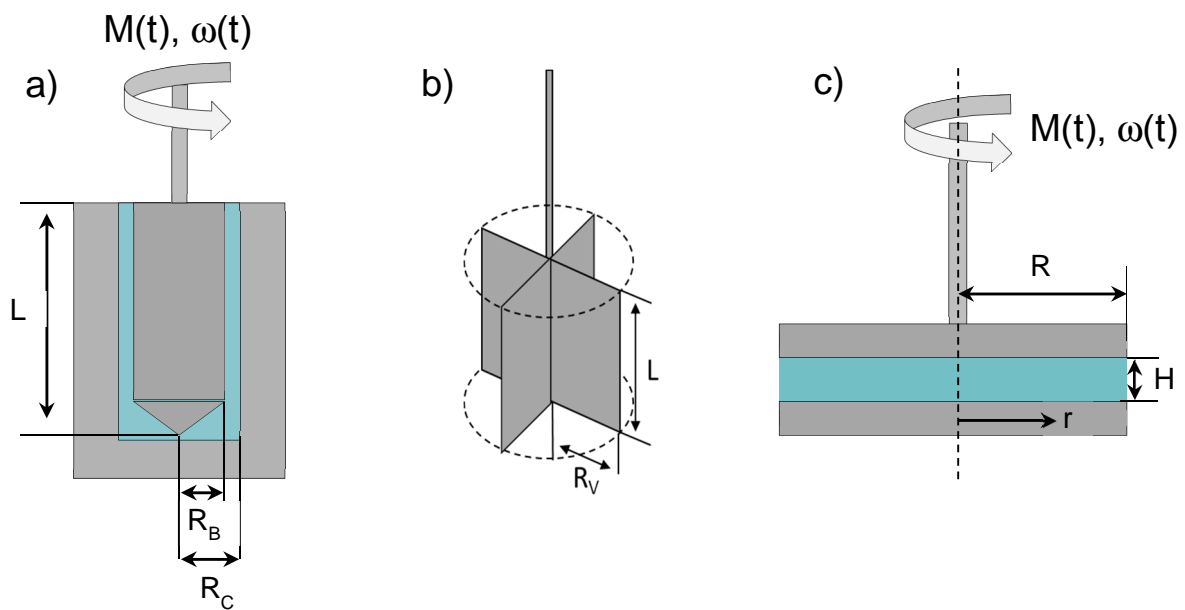 M(t), ω(t)
a)
L
R_B
R_C
b)
L
R_V
c)
M(t), ω(t)
R
H
r